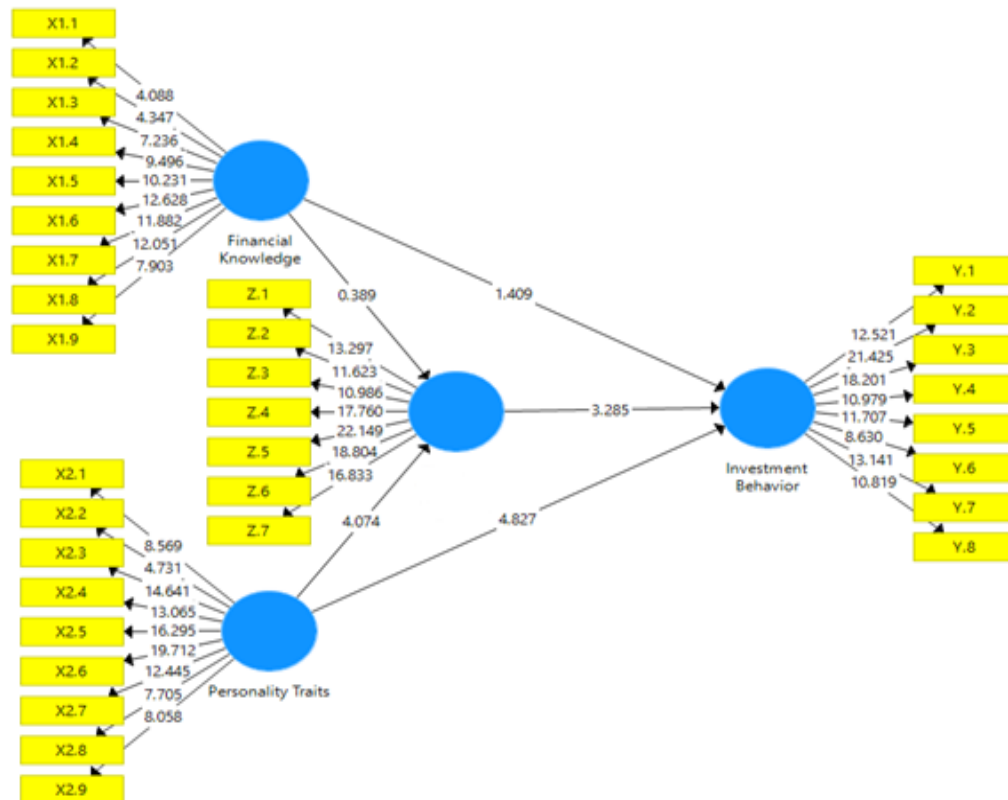 X1.1
X1.2
X1.3
X1.4
X1.5
X1.6
X1.7
X1.8
X1.9
4.088
4.347
7.236
9.496
10.231
12.628
11.882
12.051
7.903
Financial
Knowledge
0.389
1.409
Z.1
Z.2
Z.3
Z.4
Z.5
Z.6
Z.7
13.297
11.623
10.986
17.760
22.149
18.804
16.833
3.285
4.074
4.827
Y.1
Y.2
Y.3
Y.4
Y.5
Y.6
Y.7
Y.8
12.521
21.425
18.201
10.979
11.707
8.630
13.141
10.819
Investment
Behavior
X2.1
X2.2
X2.3
X2.4
X2.5
X2.6
X2.7
X2.8
X2.9
8.569
4.731
14.641
13.065
16.295
19.712
12.445
7.705
8.058
Personality Traits